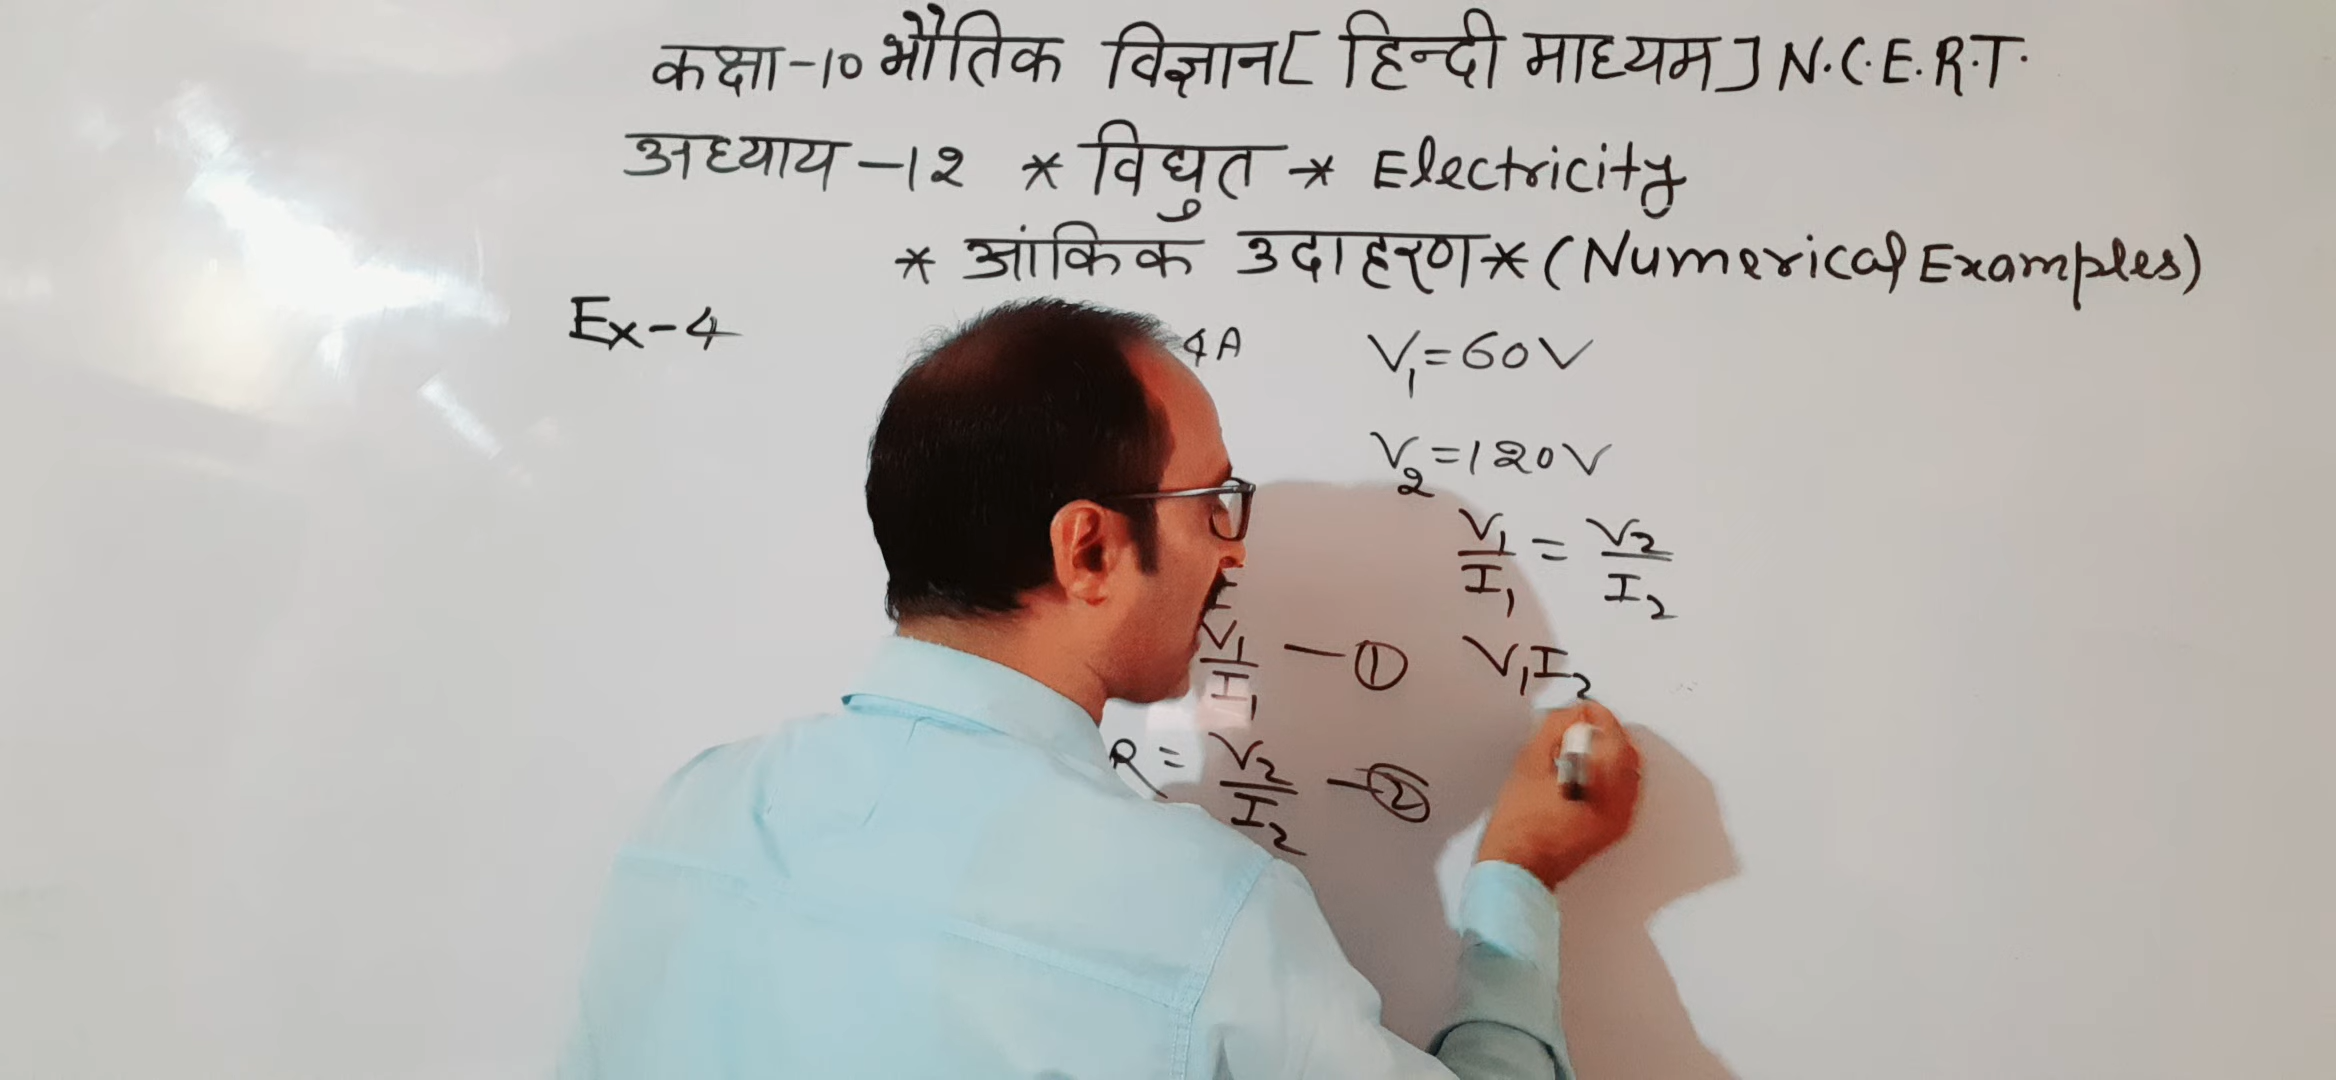 कक्षा-10 भौतिक विज्ञान [हिन्दी माध्यम] N.C.E.R.T.
अध्याय-12 * विधुत * Electricity
* आंकिक उदाहरण * (Numerical Examples)
Ex-4
4A
V₁=60V
V₂=120V
V₁/I₁ = V₂/I₂
V₁/I₁ — ①
V₁I₂
R = V₂/I₂ — ②